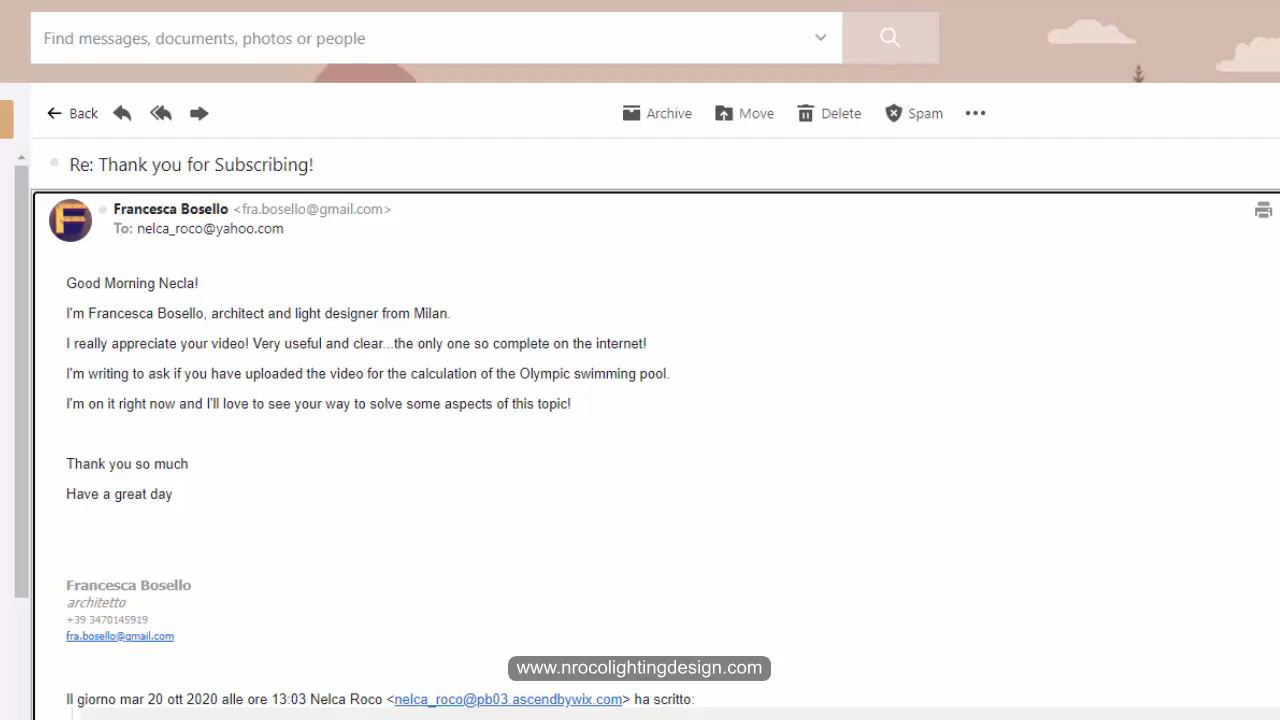 Find messages, documents, photos or people
Back
Archive
Move
Delete
Spam
Re: Thank you for Subscribing!
F
Francesca Bosello <fra.bosello@gmail.com>
To: nelca_roco@yahoo.com
Good Morning Necla!
I'm Francesca Bosello, architect and light designer from Milan.
I really appreciate your video! Very useful and clear...the only one so complete on the internet!
I'm writing to ask if you have uploaded the video for the calculation of the Olympic swimming pool.
I'm on it right now and I'll love to see your way to solve some aspects of this topic!
Thank you so much
Have a great day
Francesca Bosello
architetto
+39 3470145919
fra.bosello@gmail.com
www.nrocolightingdesign.com
Il giorno mar 20 ott 2020 alle ore 13:03 Nelca Roco <nelca_roco@pb03.ascendbywix.com> ha scritto: